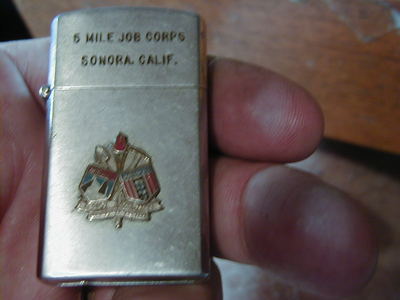 5 MILE JOB CORPS
SONORA. CALIF.